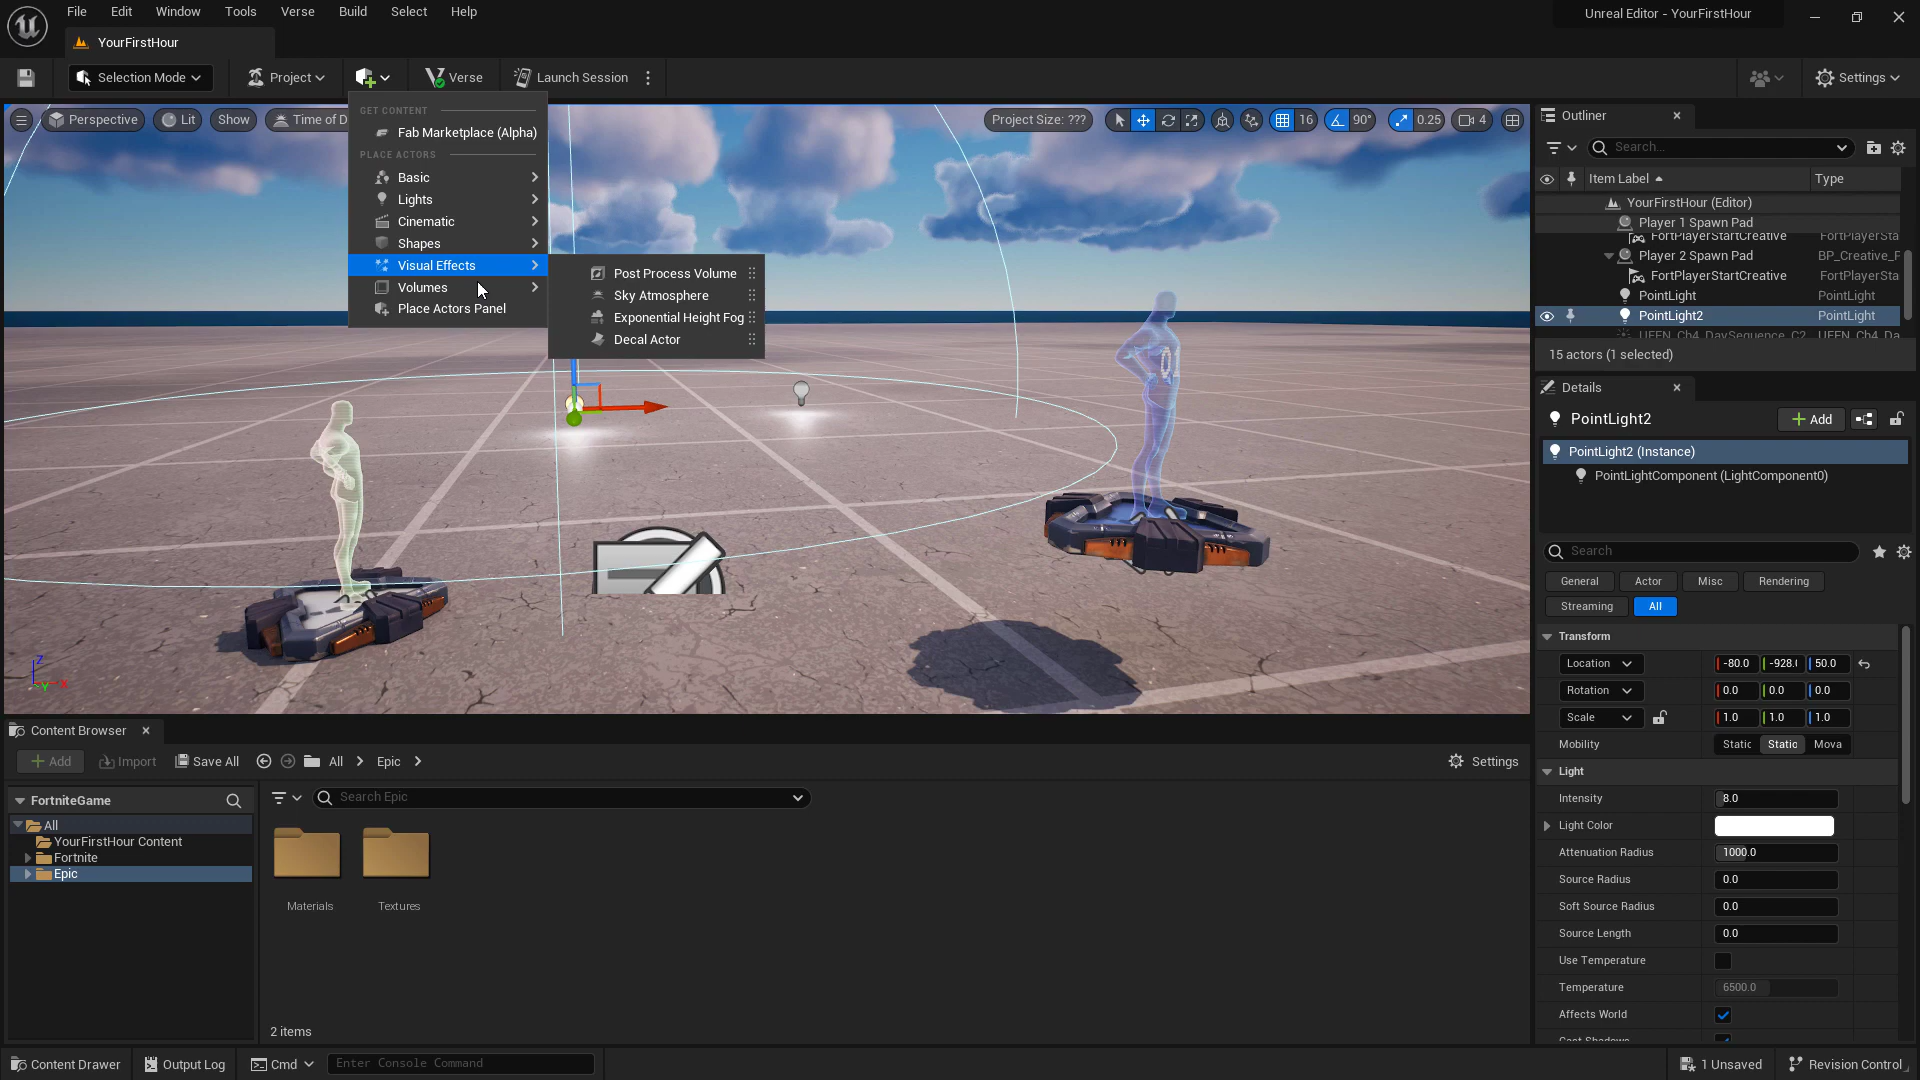 File Edit Window Tools Verse Build Select Help
Unreal Editor - YourFirstHour
YourFirstHour
Selection Mode
Project
Verse
Launch Session
Settings
Perspective
Lit
Show
Time of D
Project Size: ???
16
90°
0.25
4
GET CONTENT
Fab Marketplace (Alpha)
PLACE ACTORS
Basic
Lights
Cinematic
Shapes
Visual Effects
Volumes
Place Actors Panel
Post Process Volume
Sky Atmosphere
Exponential Height Fog
Decal Actor
Z
Y
X
Outliner
Search...
Item Label Type
YourFirstHour (Editor)
Player 1 Spawn Pad
FortPlayerStartCreative FortPlayerSta
Player 2 Spawn Pad BP_Creative_P
FortPlayerStartCreative FortPlayerSta
PointLight PointLight
PointLight2 PointLight
UEFN_Ch4_DaySequence_C2 UEFN_Ch4_Da
15 actors (1 selected)
Details
PointLight2
Add
PointLight2 (Instance)
PointLightComponent (LightComponent0)
Search
General Actor Misc Rendering
Streaming All
Transform
Location -80.0 -928.( 50.0
Rotation 0.0 0.0 0.0
Scale 1.0 1.0 1.0
Mobility Static Statio Mova
Light
Intensity 8.0
Light Color
Attenuation Radius 1000.0
Source Radius 0.0
Soft Source Radius 0.0
Source Length 0.0
Use Temperature
Temperature 6500.0
Affects World
Cast Shadows
Content Browser
Add Import Save All All Epic
Settings
FortniteGame
Search Epic
All
YourFirstHour Content
Fortnite
Epic
Materials Textures
2 items
Content Drawer
Output Log
Cmd
Enter Console Command
1 Unsaved
Revision Control